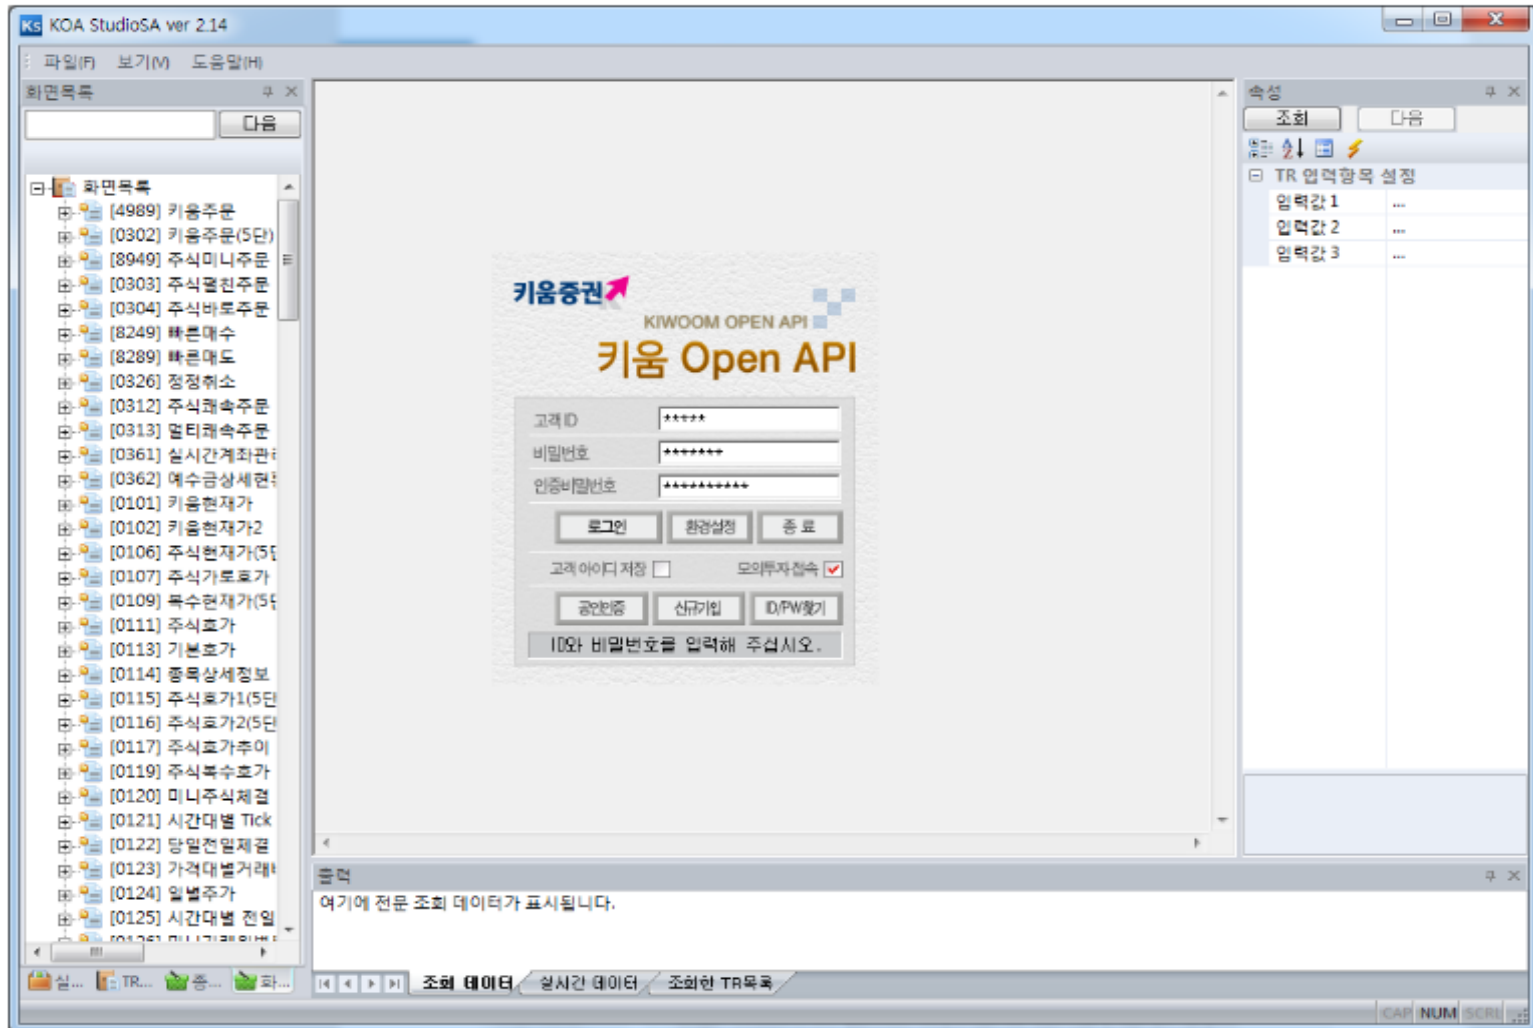 KOA StudioSA ver 2.14
파일(F) 보기(V) 도움말(H)
화면목록
다음
화면목록
[4989] 키움주문
[0302] 키움주문(5단)
[8949] 주식미니주문
[0303] 주식펼친주문
[0304] 주식바로주문
[8249] 빠른매수
[8289] 빠른매도
[0326] 정정취소
[0312] 주식쾌속주문
[0313] 멀티쾌속주문
[0361] 실시간계좌관리
[0362] 예수금상세현
[0101] 키움현재가
[0102] 키움현재가2
[0106] 주식현재가(5단
[0107] 주식가로호가
[0109] 복수현재가(5단
[0111] 주식호가
[0113] 기본호가
[0114] 종목상세정보
[0115] 주식호가1(5단
[0116] 주식호가2(5단
[0117] 주식호가추이
[0119] 주식복수호가
[0120] 미니주식체결
[0121] 시간대별 Tick
[0122] 당일전일체결
[0123] 가격대별거래
[0124] 일별주가
[0125] 시간대별 전일
실... TR... 종... 화...
키움증권
KIWOOM OPEN API
키움 Open API
고객 ID *****
비밀번호 *******
인증비밀번호 **********
로그인 환경설정 종 료
고객 아이디 저장 모의투자 접속
공인인증 신규가입 ID/PW찾기
ID와 비밀번호를 입력해 주십시오.
속성
조회 다음
TR 입력항목 설정
입력값 1 ...
입력값 2 ...
입력값 3 ...
출력
여기에 전문 조회 데이터가 표시됩니다.
조회 데이터 실시간 데이터 조회한 TR목록
CAP NUM SCRL